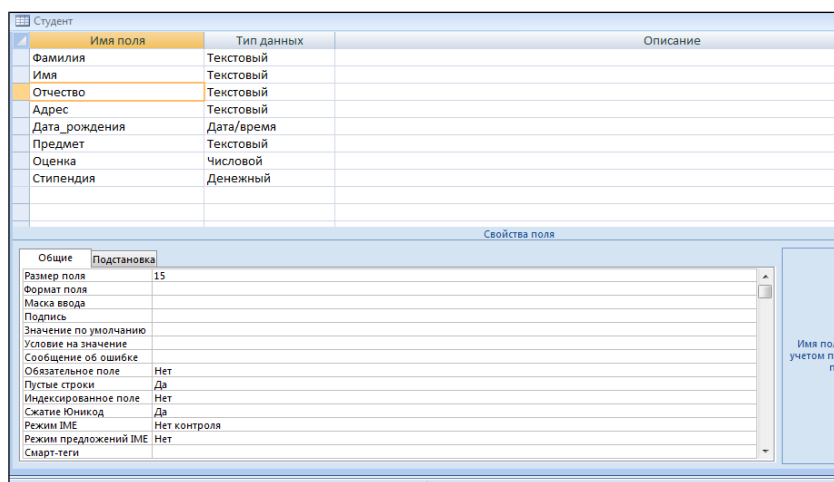 Студент
Имя поля Тип данных Описание
Фамилия Текстовый
Имя Текстовый
Отчество Текстовый
Адрес Текстовый
Дата_рождения Дата/время
Предмет Текстовый
Оценка Числовой
Стипендия Денежный
Свойства поля
Общие Подстановка
Размер поля 15
Формат поля
Маска ввода
Подпись
Значение по умолчанию
Условие на значение
Сообщение об ошибке
Обязательное поле Нет
Пустые строки Да
Индексированное поле Нет
Сжатие Юникод Да
Режим IME Нет контроля
Режим предложений IME Нет
Смарт-теги
Имя
учетом